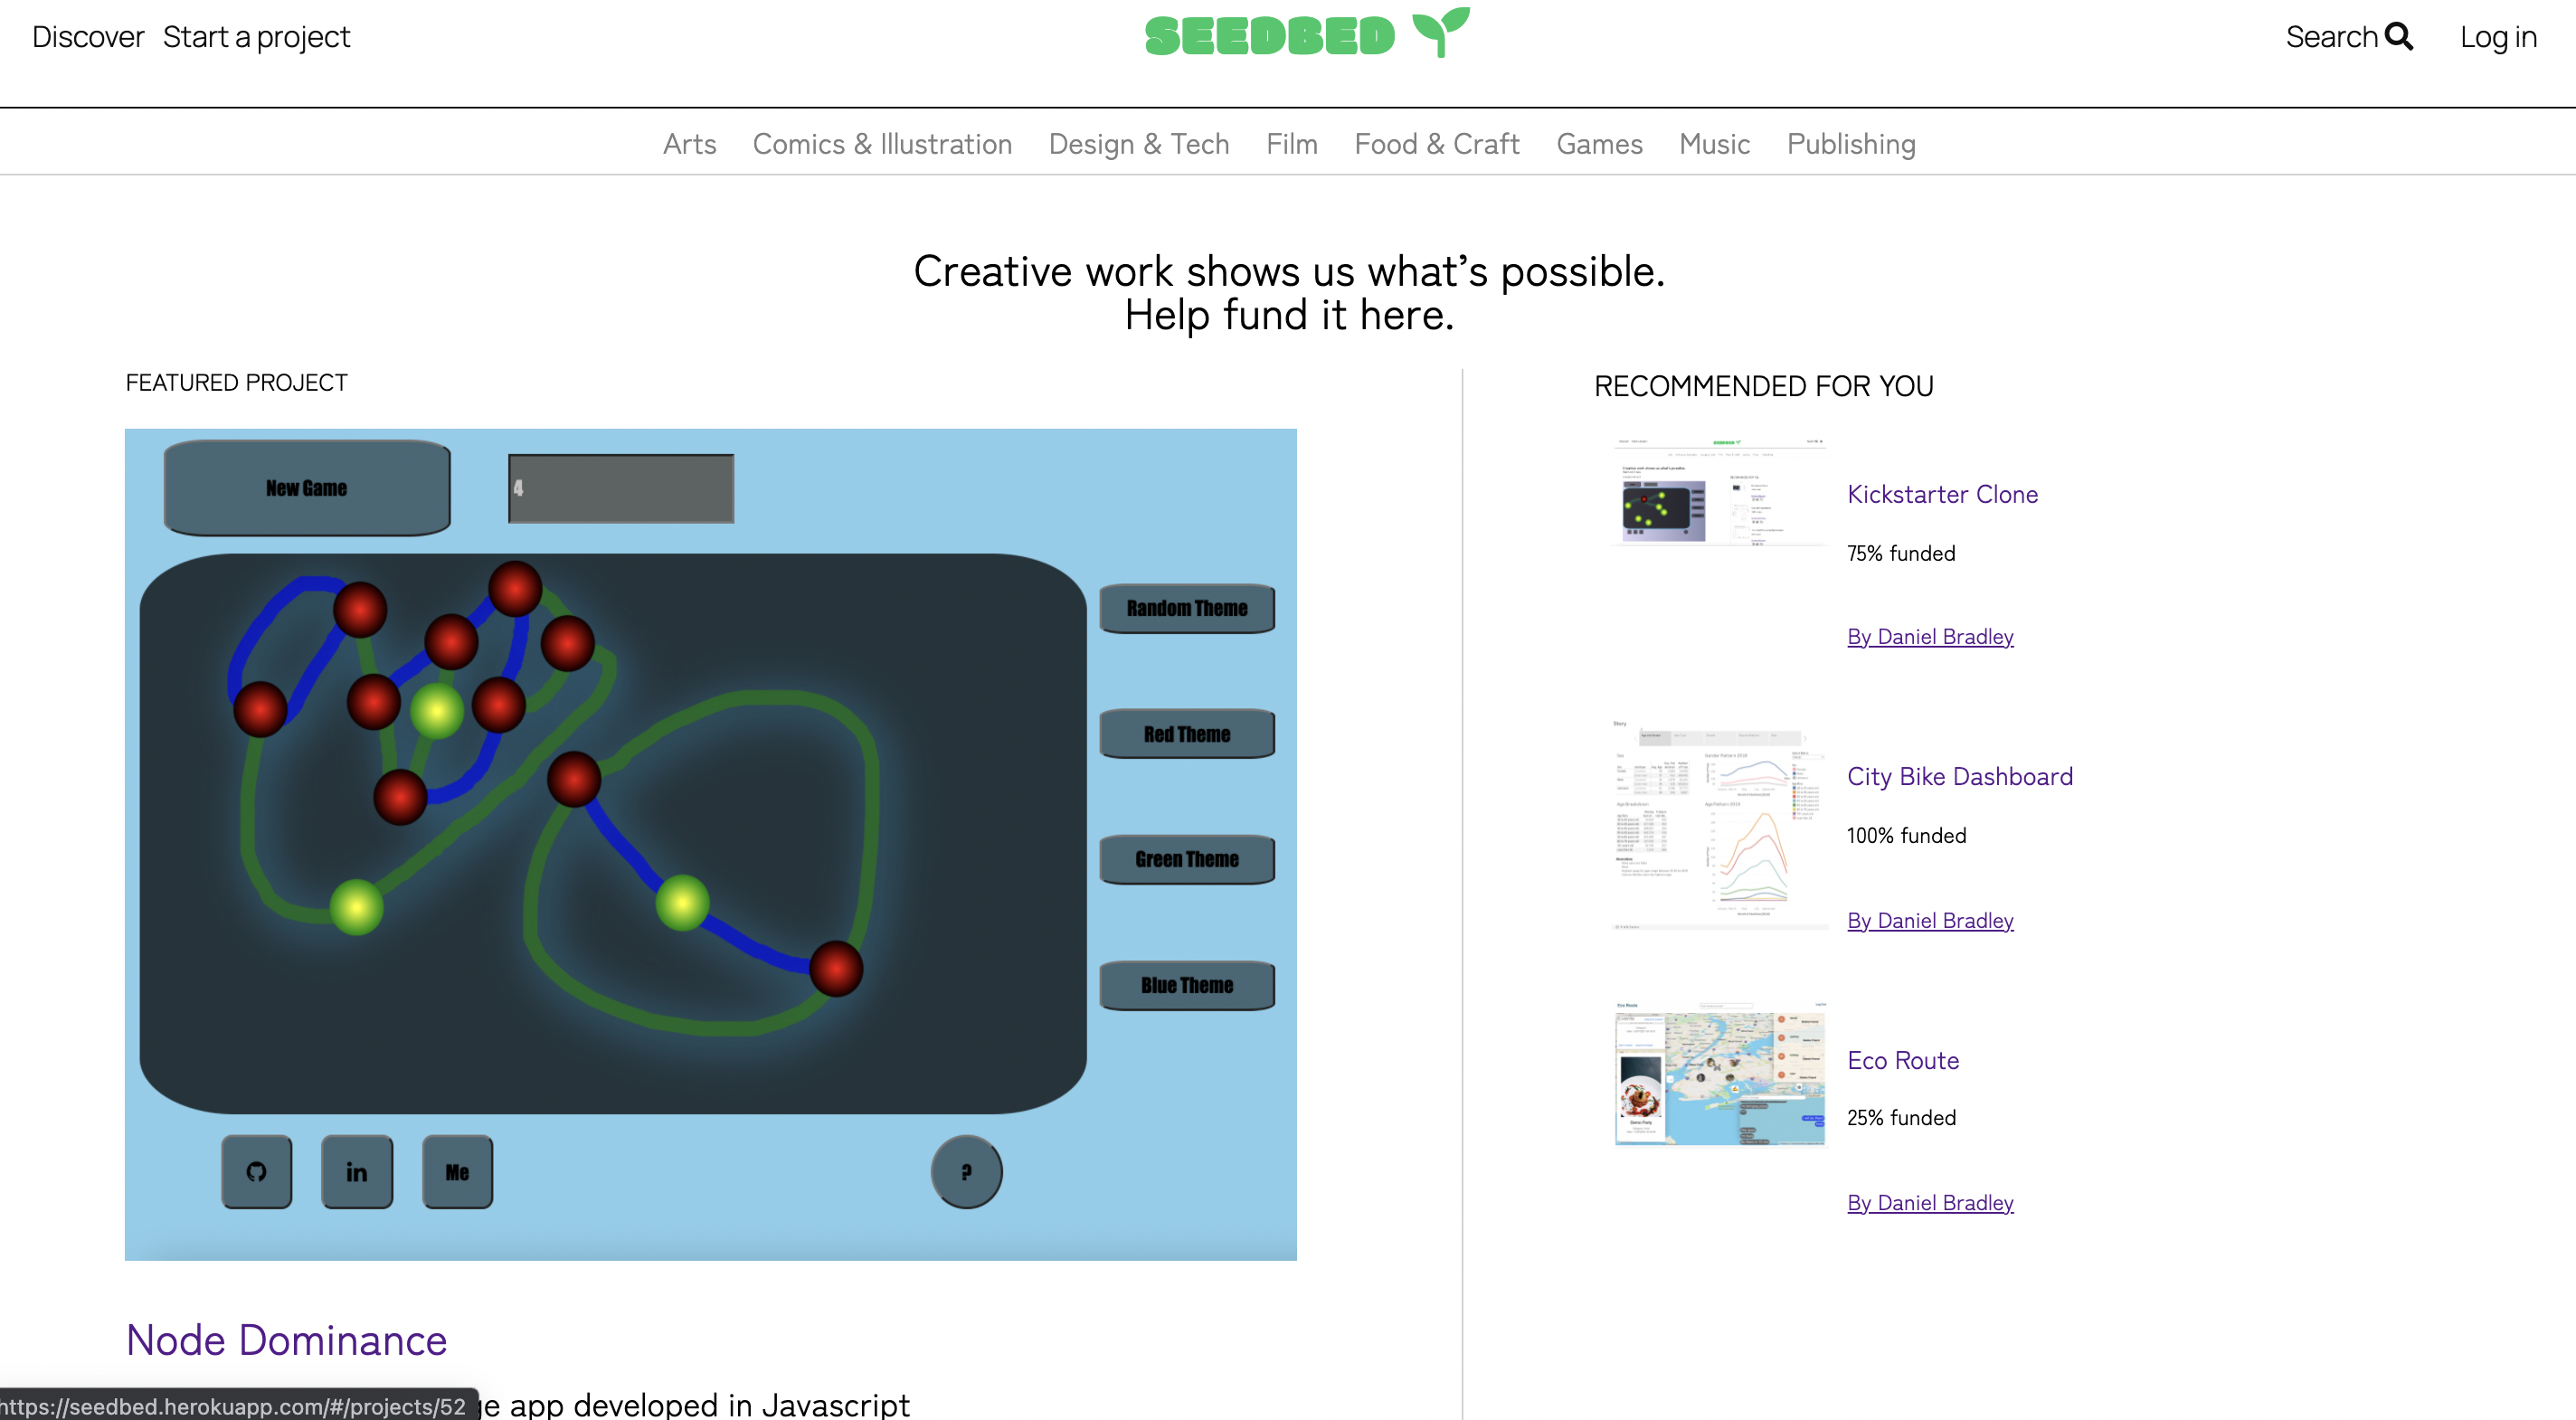 Discover Start a project
SEEDBED
Search Log in
Arts Comics & Illustration Design & Tech Film Food & Craft Games Music Publishing
Creative work shows us what’s possible.
Help fund it here.
FEATURED PROJECT
New Game
4
Random Theme
Red Theme
Green Theme
Blue Theme
in
Me
?
Node Dominance
https://seedbed.herokuapp.com/#/projects/52
app developed in Javascript
RECOMMENDED FOR YOU
Kickstarter Clone
75% funded
By Daniel Bradley
City Bike Dashboard
100% funded
By Daniel Bradley
Eco Route
25% funded
By Daniel Bradley